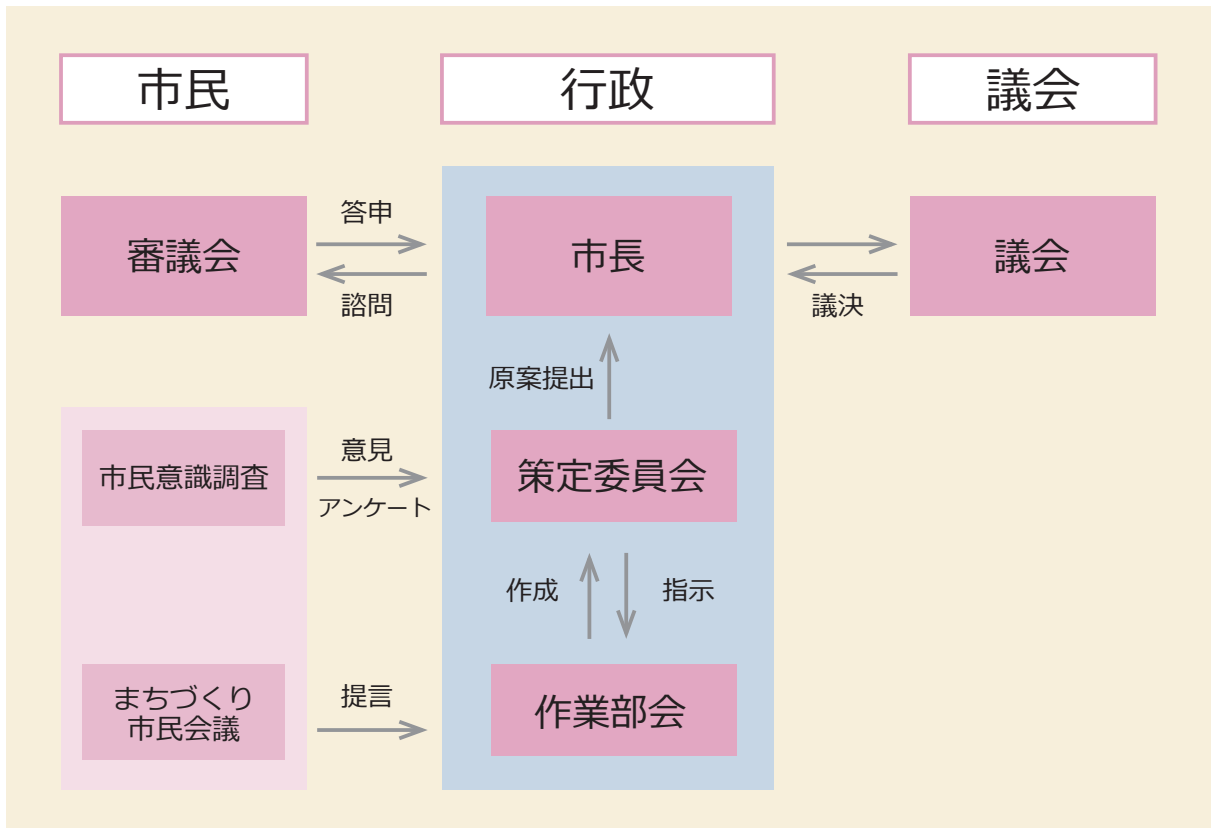 市民
行政
議会
審議会
答申
諮問
市長
議決
議会
原案提出
市民意識調査
意見
アンケート
策定委員会
作成
指示
まちづくり
市民会議
提言
作業部会